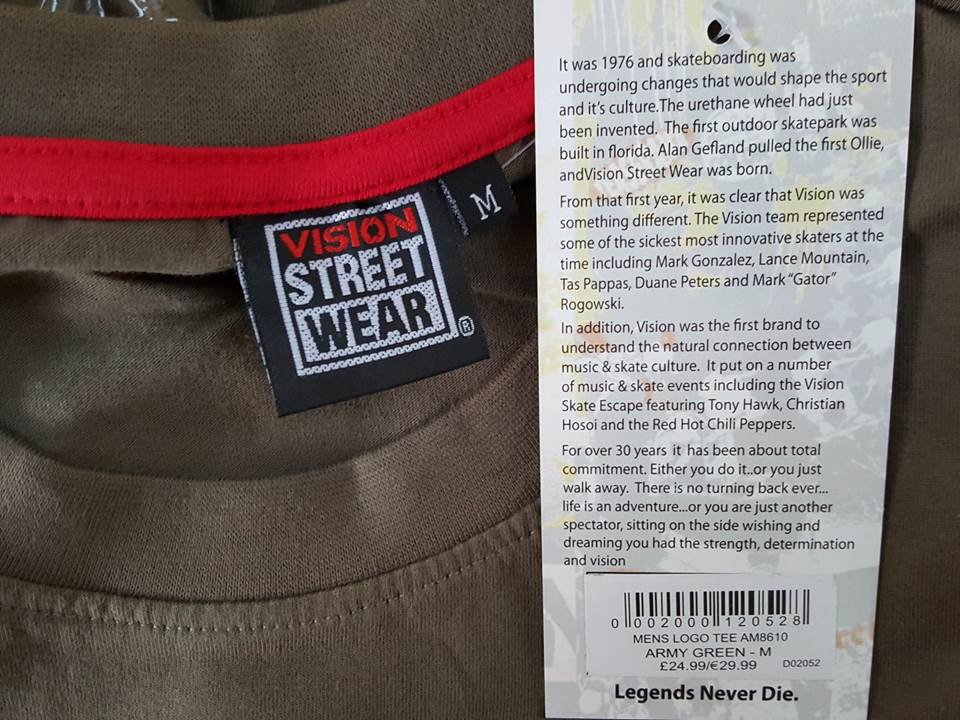 VISION
STREET
WEAR
®
M
It was 1976 and skateboarding was
undergoing changes that would shape the sport
and it's culture.The urethane wheel had just
been invented. The first outdoor skatepark was
built in florida. Alan Gefland pulled the first Ollie,
andVision Street Wear was born.
From that first year, it was clear that Vision was
something different. The Vision team represented
some of the sickest most innovative skaters at the
time including Mark Gonzalez, Lance Mountain,
Tas Pappas, Duane Peters and Mark "Gator"
Rogowski.
In addition, Vision was the first brand to
understand the natural connection between
music & skate culture. It put on a number
of music & skate events including the Vision
Skate Escape featuring Tony Hawk, Christian
Hosoi and the Red Hot Chili Peppers.
For over 30 years it has been about total
commitment. Either you do it..or you just
walk away. There is no turning back ever...
life is an adventure...or you are just another
spectator, sitting on the side wishing and
dreaming you had the strength, determination
and vision
0 002000 120528
MENS LOGO TEE AM8610
ARMY GREEN - M
£24.99/€29.99 D02052
Legends Never Die.